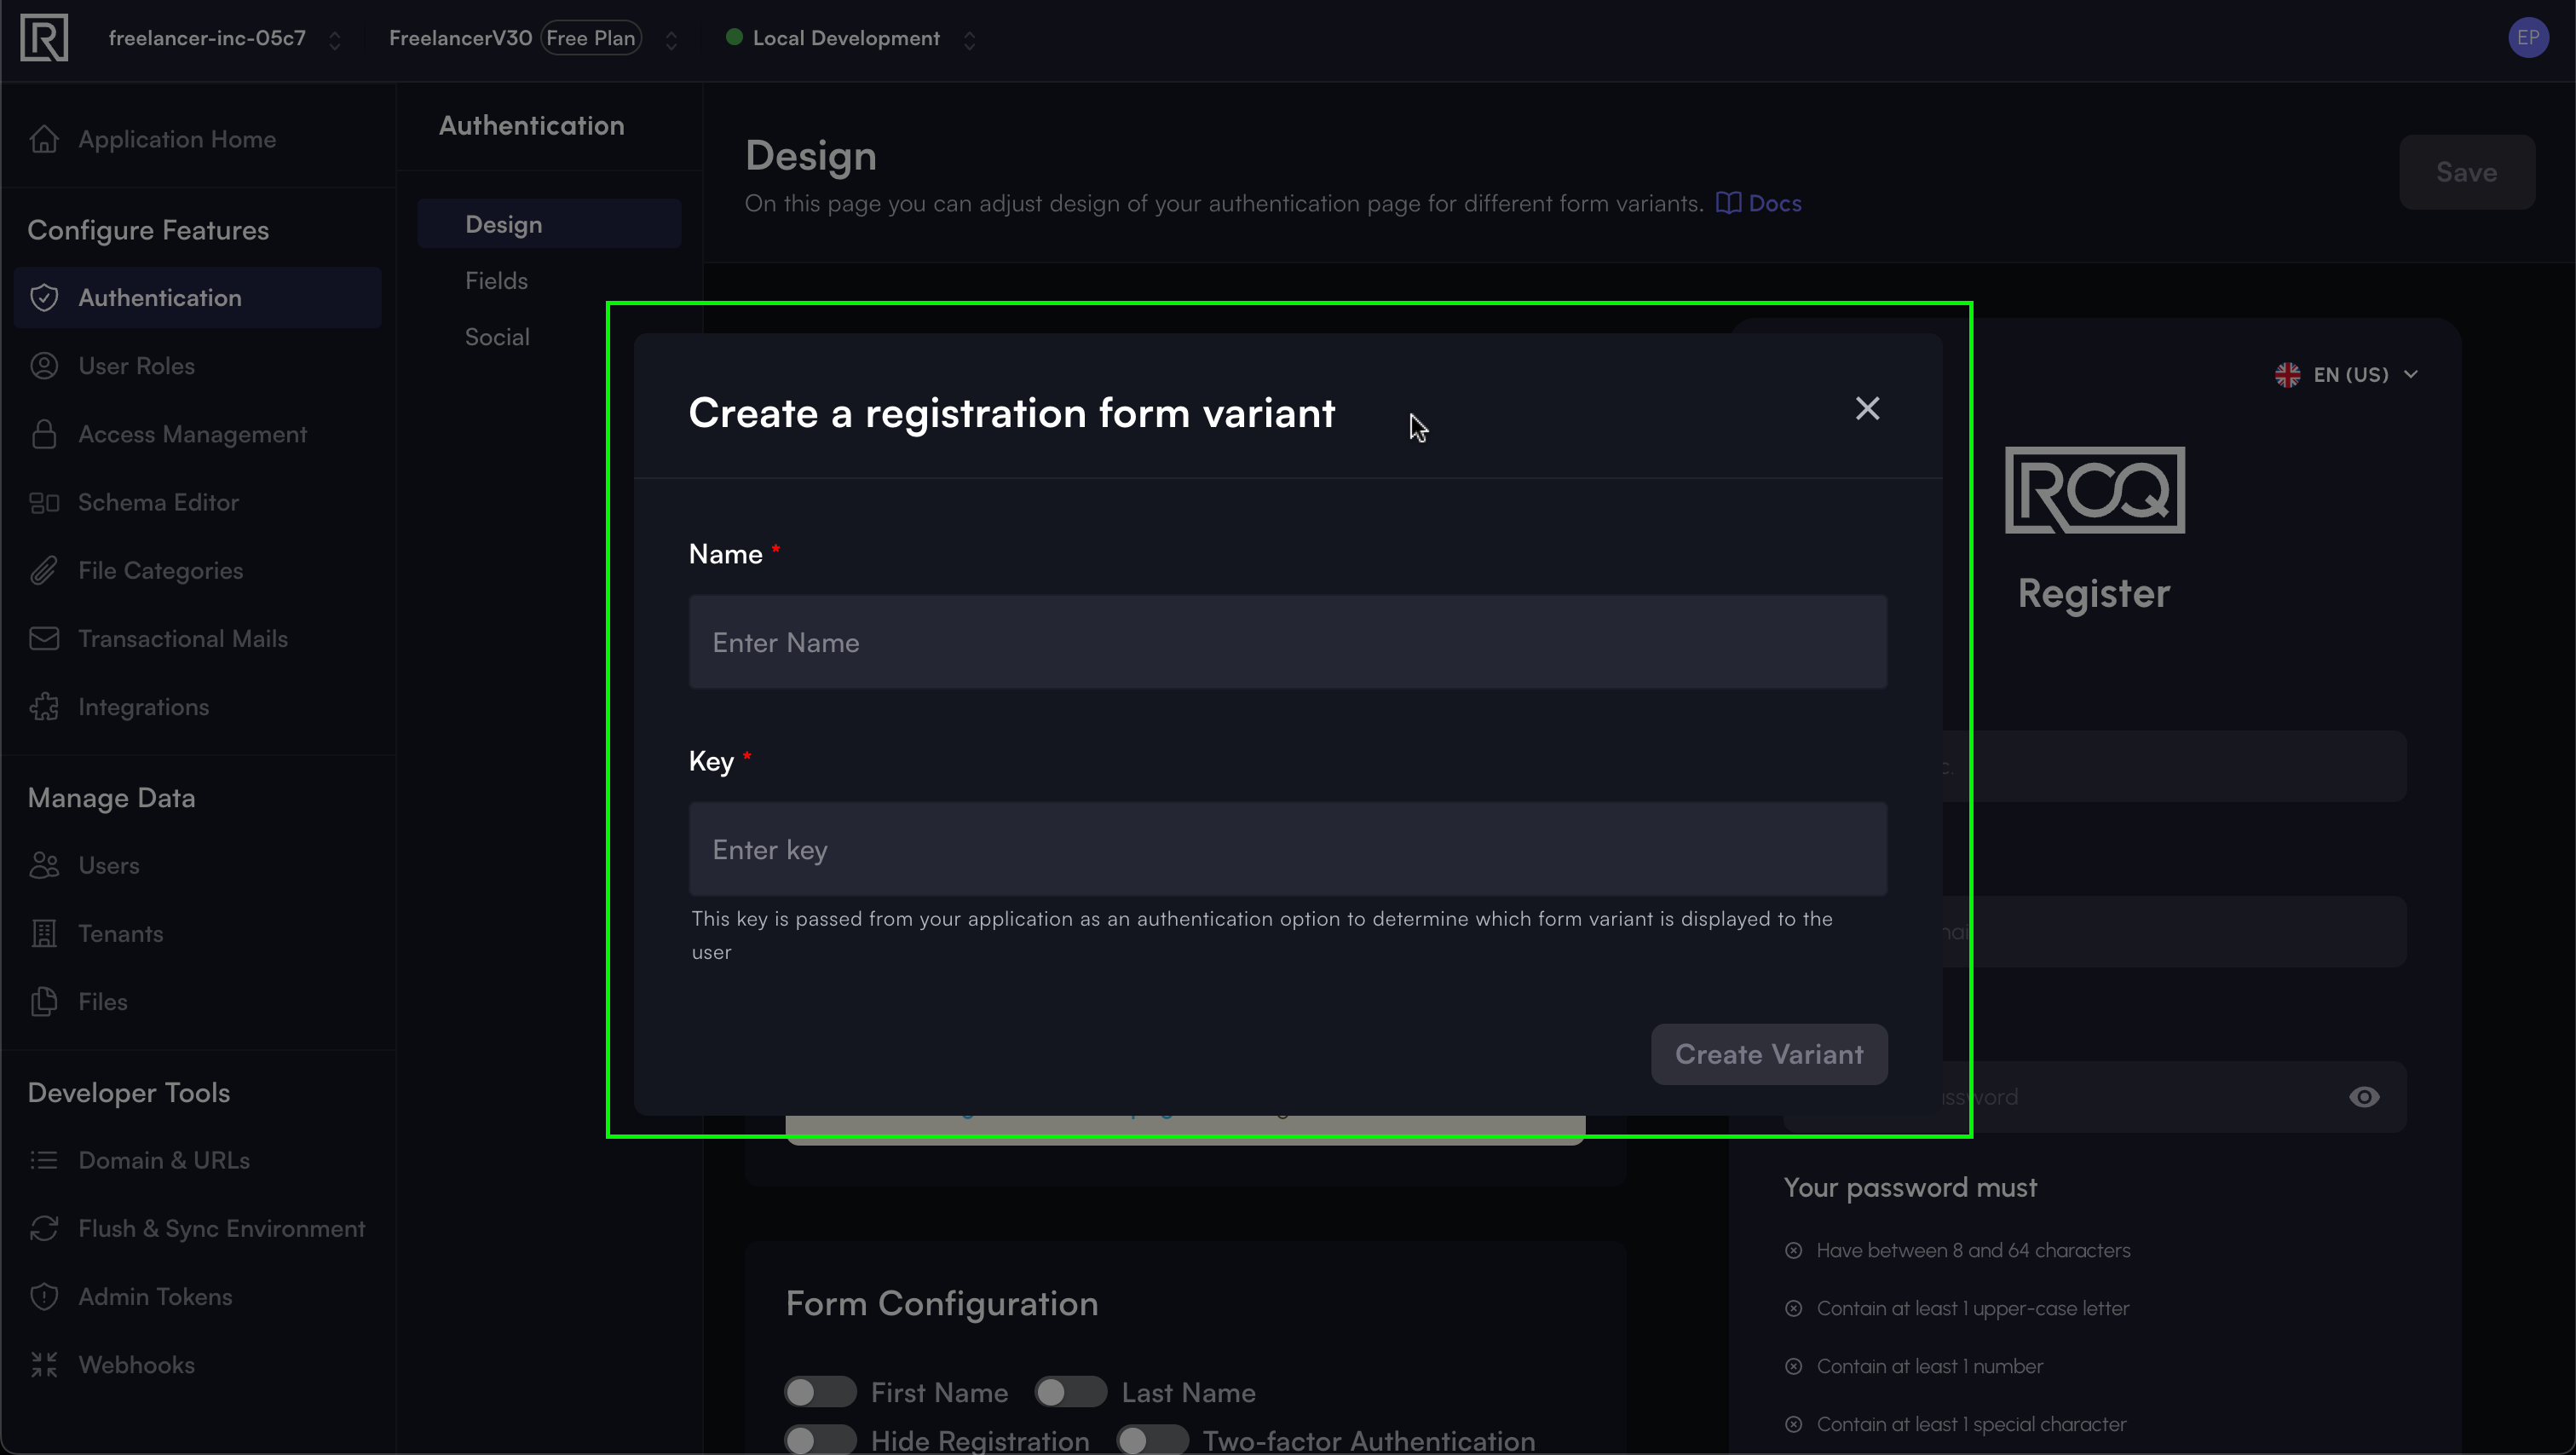 freelancer-inc-05c7
FreelancerV30 Free Plan
Local Development
EP
Application Home
Configure Features
Authentication
User Roles
Access Management
Schema Editor
File Categories
Transactional Mails
Integrations
Manage Data
Users
Tenants
Files
Developer Tools
Domain & URLs
Flush & Sync Environment
Admin Tokens
Webhooks
Authentication
Design
Fields
Social
Design
On this page you can adjust design of your authentication page for different form variants. Docs
Save
Create a registration form variant
Name *
Enter Name
Key *
Enter key
This key is passed from your application as an authentication option to determine which form variant is displayed to the
user
Create Variant
Form Configuration
First Name
Last Name
Hide Registration
Two-factor Authentication
EN (US)
ROQ
Register
Your password must
Have between 8 and 64 characters
Contain at least 1 upper-case letter
Contain at least 1 number
Contain at least 1 special character